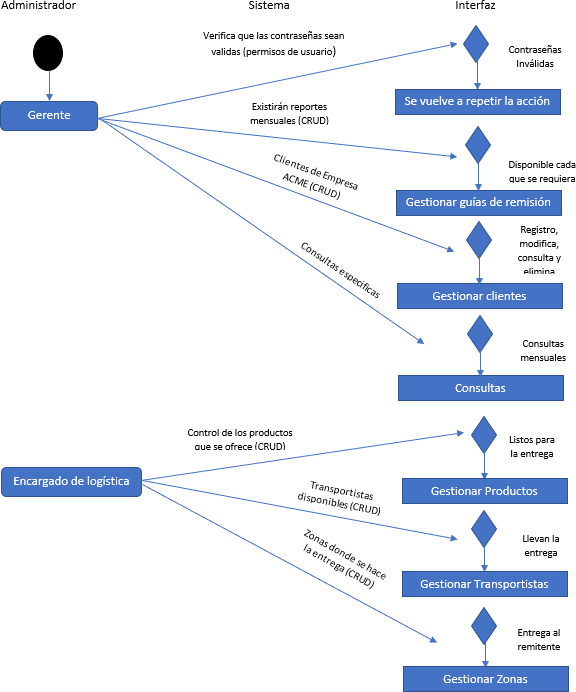 Administrador
Sistema
Interfaz
Verifica que las contraseñas sean
validas (permisos de usuario)
Contraseñas
Inválidas
Se vuelve a repetir la acción
Gerente
Existirán reportes
mensuales (CRUD)
Disponible cada
que se requiera
Gestionar guías de remisión
Clientes de Empresa
ACME (CRUD)
Registro,
modifica,
consulta y
elimina
Gestionar clientes
Consultas especificas
Consultas
mensuales
Consultas
Control de los productos
que se ofrece (CRUD)
Listos para
la entrega
Encargado de logística
Gestionar Productos
Transportistas
disponibles (CRUD)
Llevan la
entrega
Gestionar Transportistas
Zonas donde se hace
la entrega (CRUD)
Entrega al
remitente
Gestionar Zonas